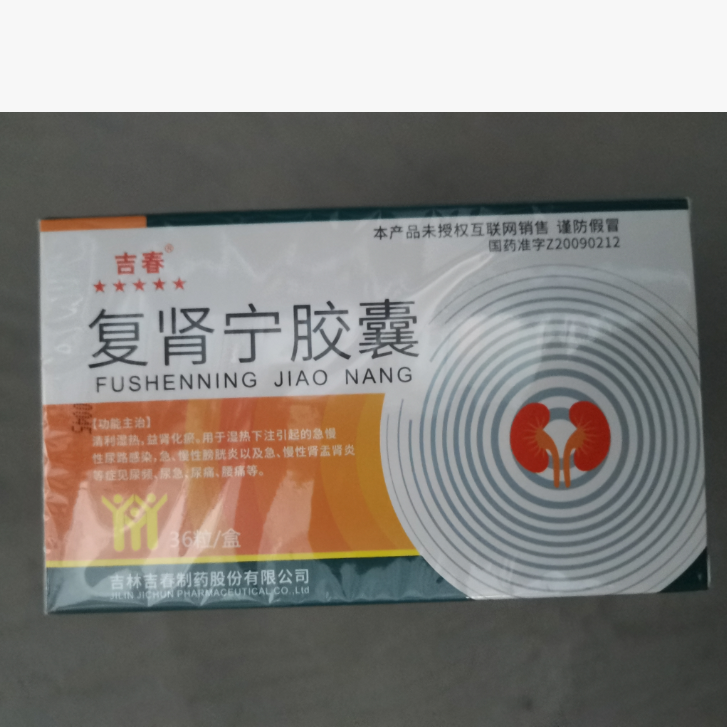 本产品未授权互联网销售 谨防假冒
国药准字Z20090212
吉春®
★★★★★
复肾宁胶囊
FUSHENNING JIAO NANG
【功能主治】
清利湿热,益肾化瘀。用于湿热下注引起的急慢
性尿路感染,急、慢性膀胱炎以及急、慢性肾盂肾炎
等症见尿频、尿急、尿痛、腰痛等。
36粒/盒
吉林吉春制药股份有限公司
JILIN JICHUN PHARMACEUTICAL CO.,Ltd